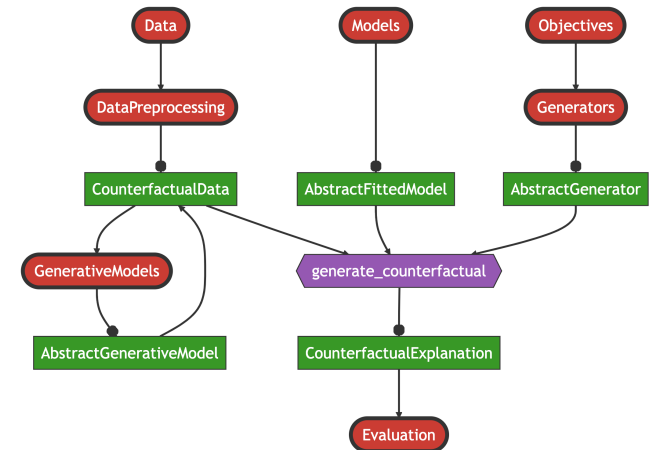 Data
Models
Objectives
DataPreprocessing
Generators
CounterfactualData
AbstractFittedModel
AbstractGenerator
GenerativeModels
generate_counterfactual
AbstractGenerativeModel
CounterfactualExplanation
Evaluation